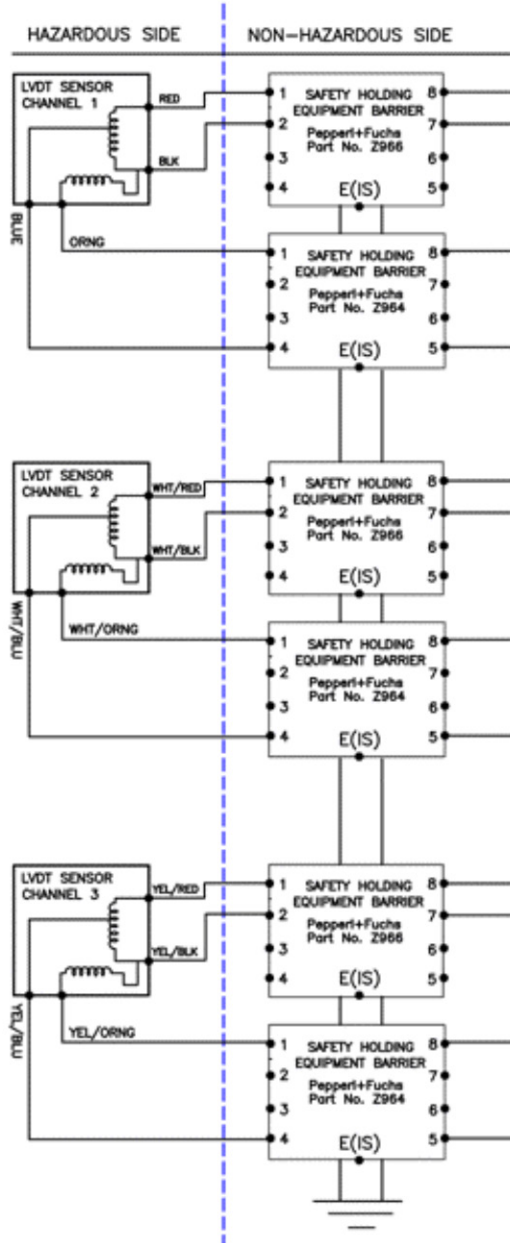 HAZARDOUS SIDE
NON-HAZARDOUS SIDE
LVDT SENSOR
CHANNEL 1
RED
BLK
BLUE
ORNG
1
2
3
4
SAFETY HOLDING
EQUIPMENT BARRIER
Pepperl+Fuchs
Part No. Z966
E(IS)
8
7
6
5
1
2
3
4
SAFETY HOLDING
EQUIPMENT BARRIER
Pepperl+Fuchs
Part No. Z964
E(IS)
8
7
6
5
LVDT SENSOR
CHANNEL 2
WHT/RED
WHT/BLK
WHT/BLU
WHT/ORNG
1
2
3
4
SAFETY HOLDING
EQUIPMENT BARRIER
Pepperl+Fuchs
Part No. Z966
E(IS)
8
7
6
5
1
2
3
4
SAFETY HOLDING
EQUIPMENT BARRIER
Pepperl+Fuchs
Part No. Z964
E(IS)
8
7
6
5
LVDT SENSOR
CHANNEL 3
YEL/RED
YEL/BLK
YEL/BLU
YEL/ORNG
1
2
3
4
SAFETY HOLDING
EQUIPMENT BARRIER
Pepperl+Fuchs
Part No. Z966
E(IS)
8
7
6
5
1
2
3
4
SAFETY HOLDING
EQUIPMENT BARRIER
Pepperl+Fuchs
Part No. Z964
E(IS)
8
7
6
5